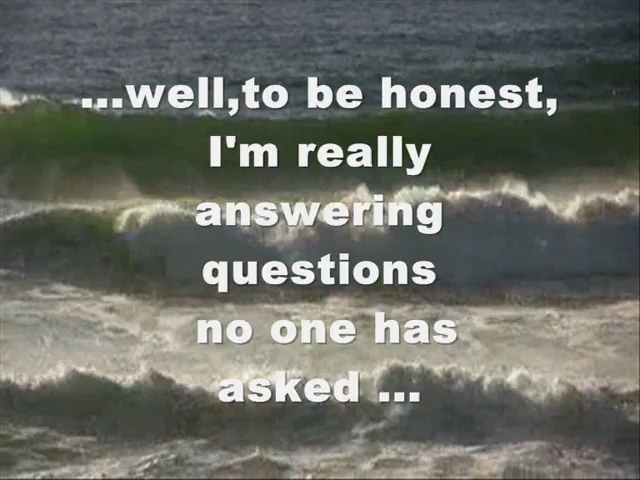 ...well,to be honest,
I'm really
answering
questions
no one has
asked ...